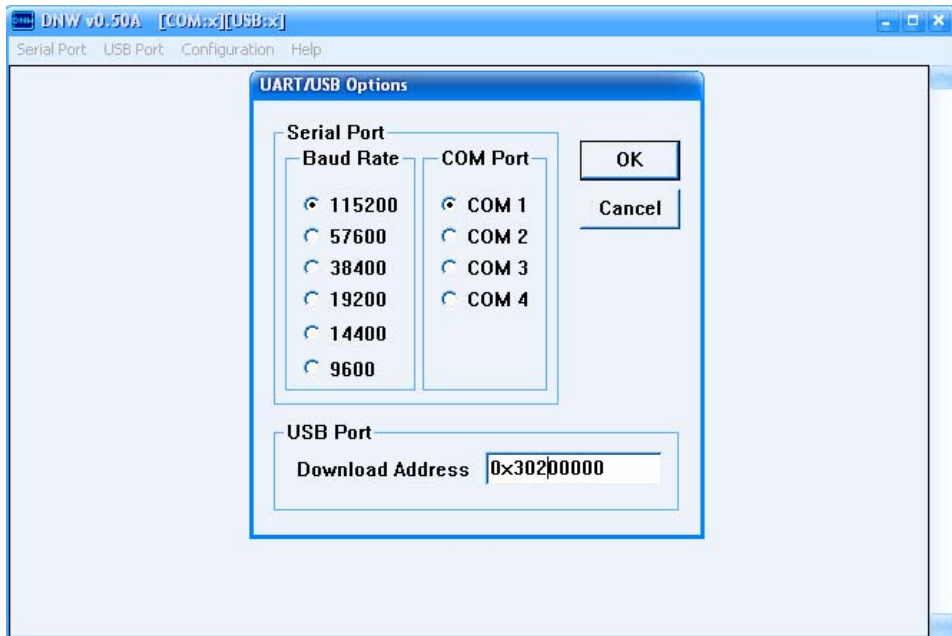 DNW v0.50A [COM:x][USB:x]
Serial Port USB Port Configuration Help
UART/USB Options
Serial Port
Baud Rate
115200
57600
38400
19200
14400
9600
COM Port
COM 1
COM 2
COM 3
COM 4
OK
Cancel
USB Port
Download Address 0x30200000